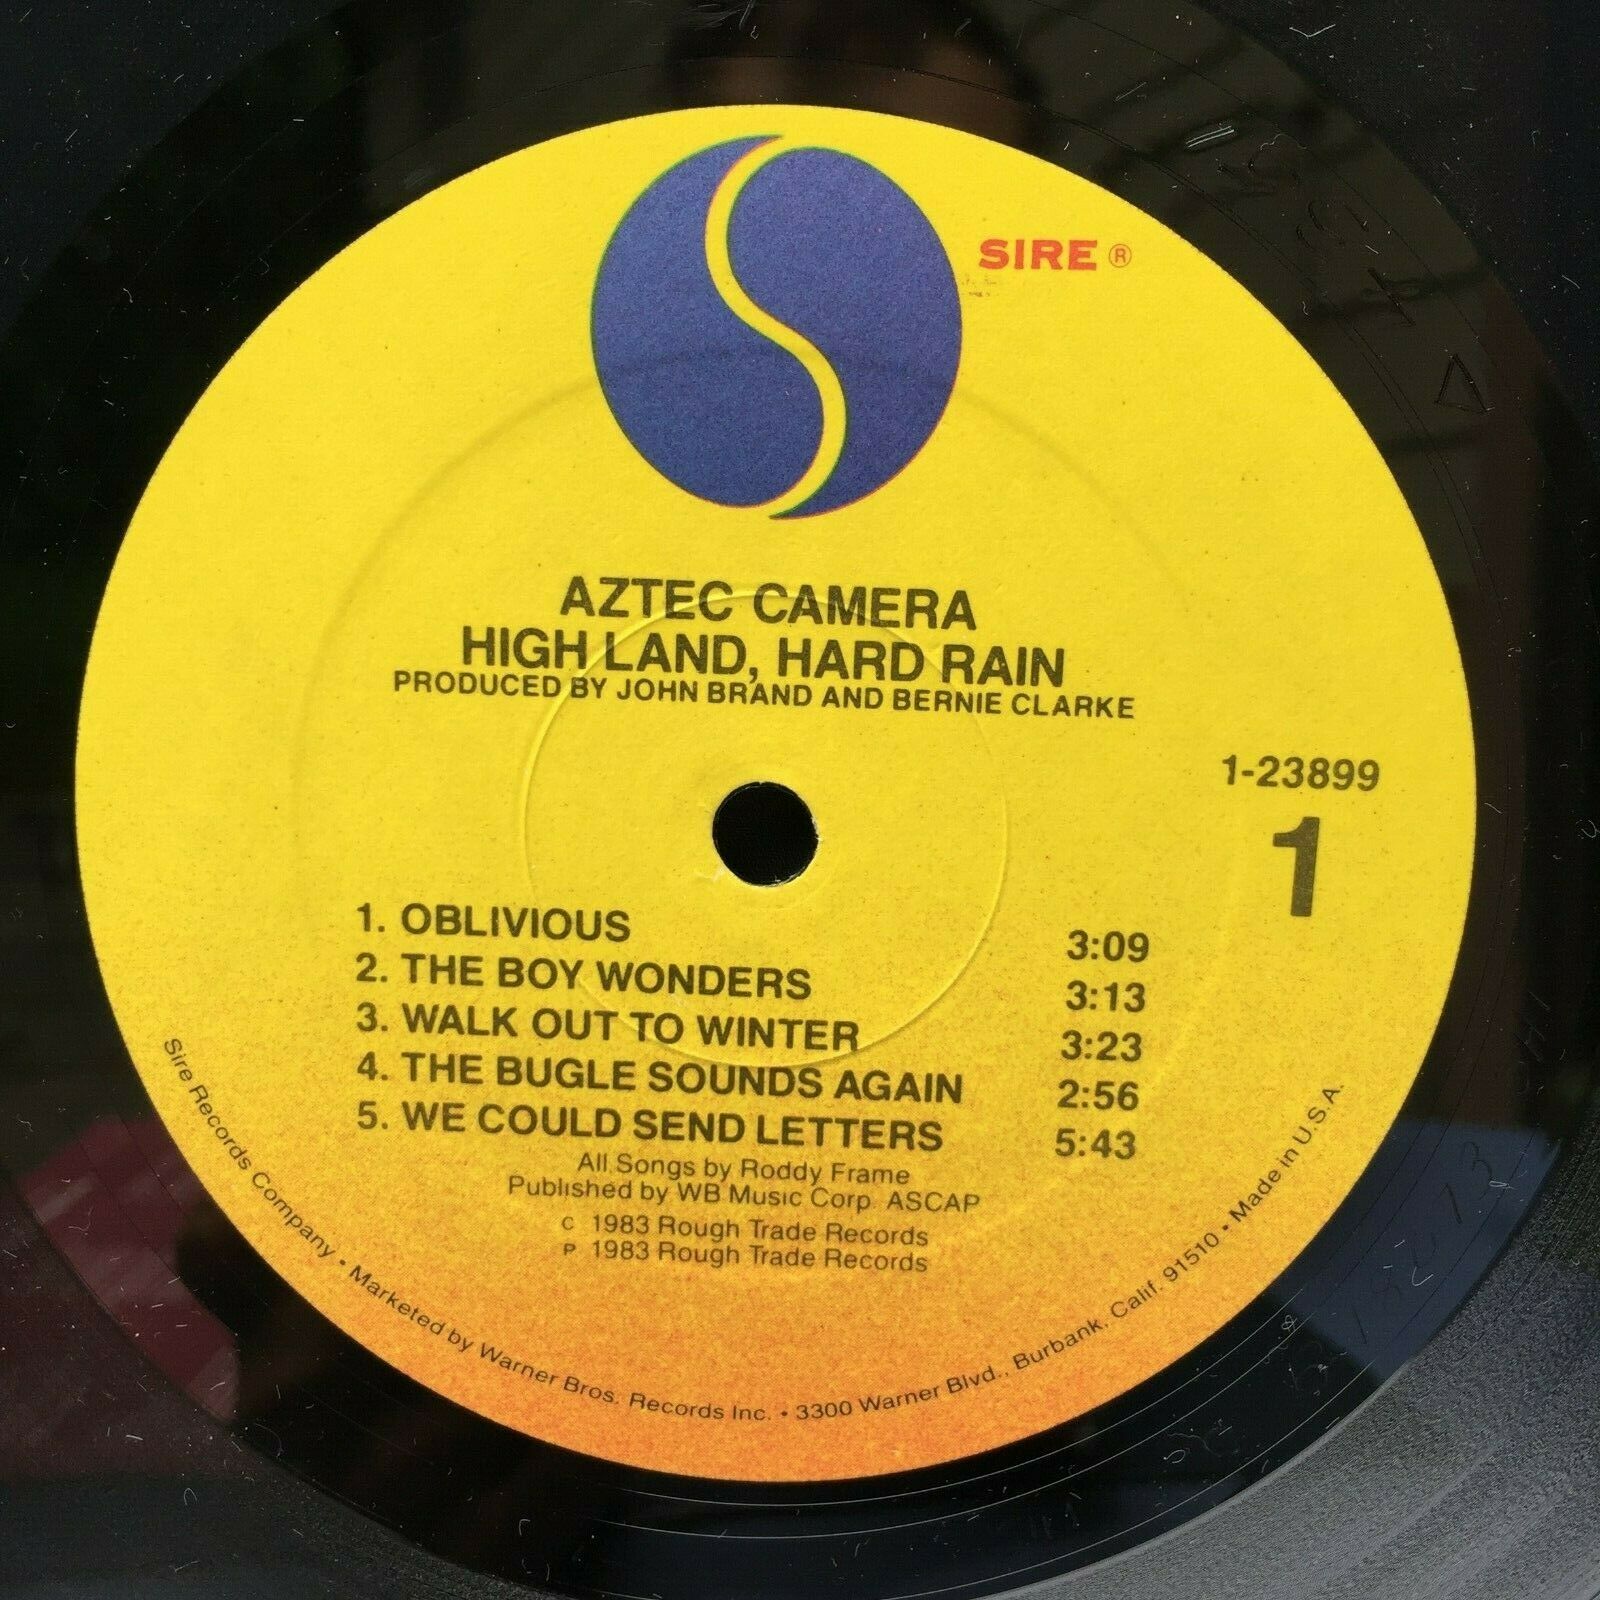 SIRE ®
AZTEC CAMERA
HIGH LAND, HARD RAIN
PRODUCED BY JOHN BRAND AND BERNIE CLARKE
1-23899
1
1. OBLIVIOUS 3:09
2. THE BOY WONDERS 3:13
3. WALK OUT TO WINTER 3:23
4. THE BUGLE SOUNDS AGAIN 2:56
5. WE COULD SEND LETTERS 5:43
All Songs by Roddy Frame
Published by WB Music Corp. ASCAP
C 1983 Rough Trade Records
P 1983 Rough Trade Records
Sire Records Company • Marketed by Warner Bros. Records Inc. • 3300 Warner Blvd., Burbank, Calif. 91510 • Made in U.S.A.